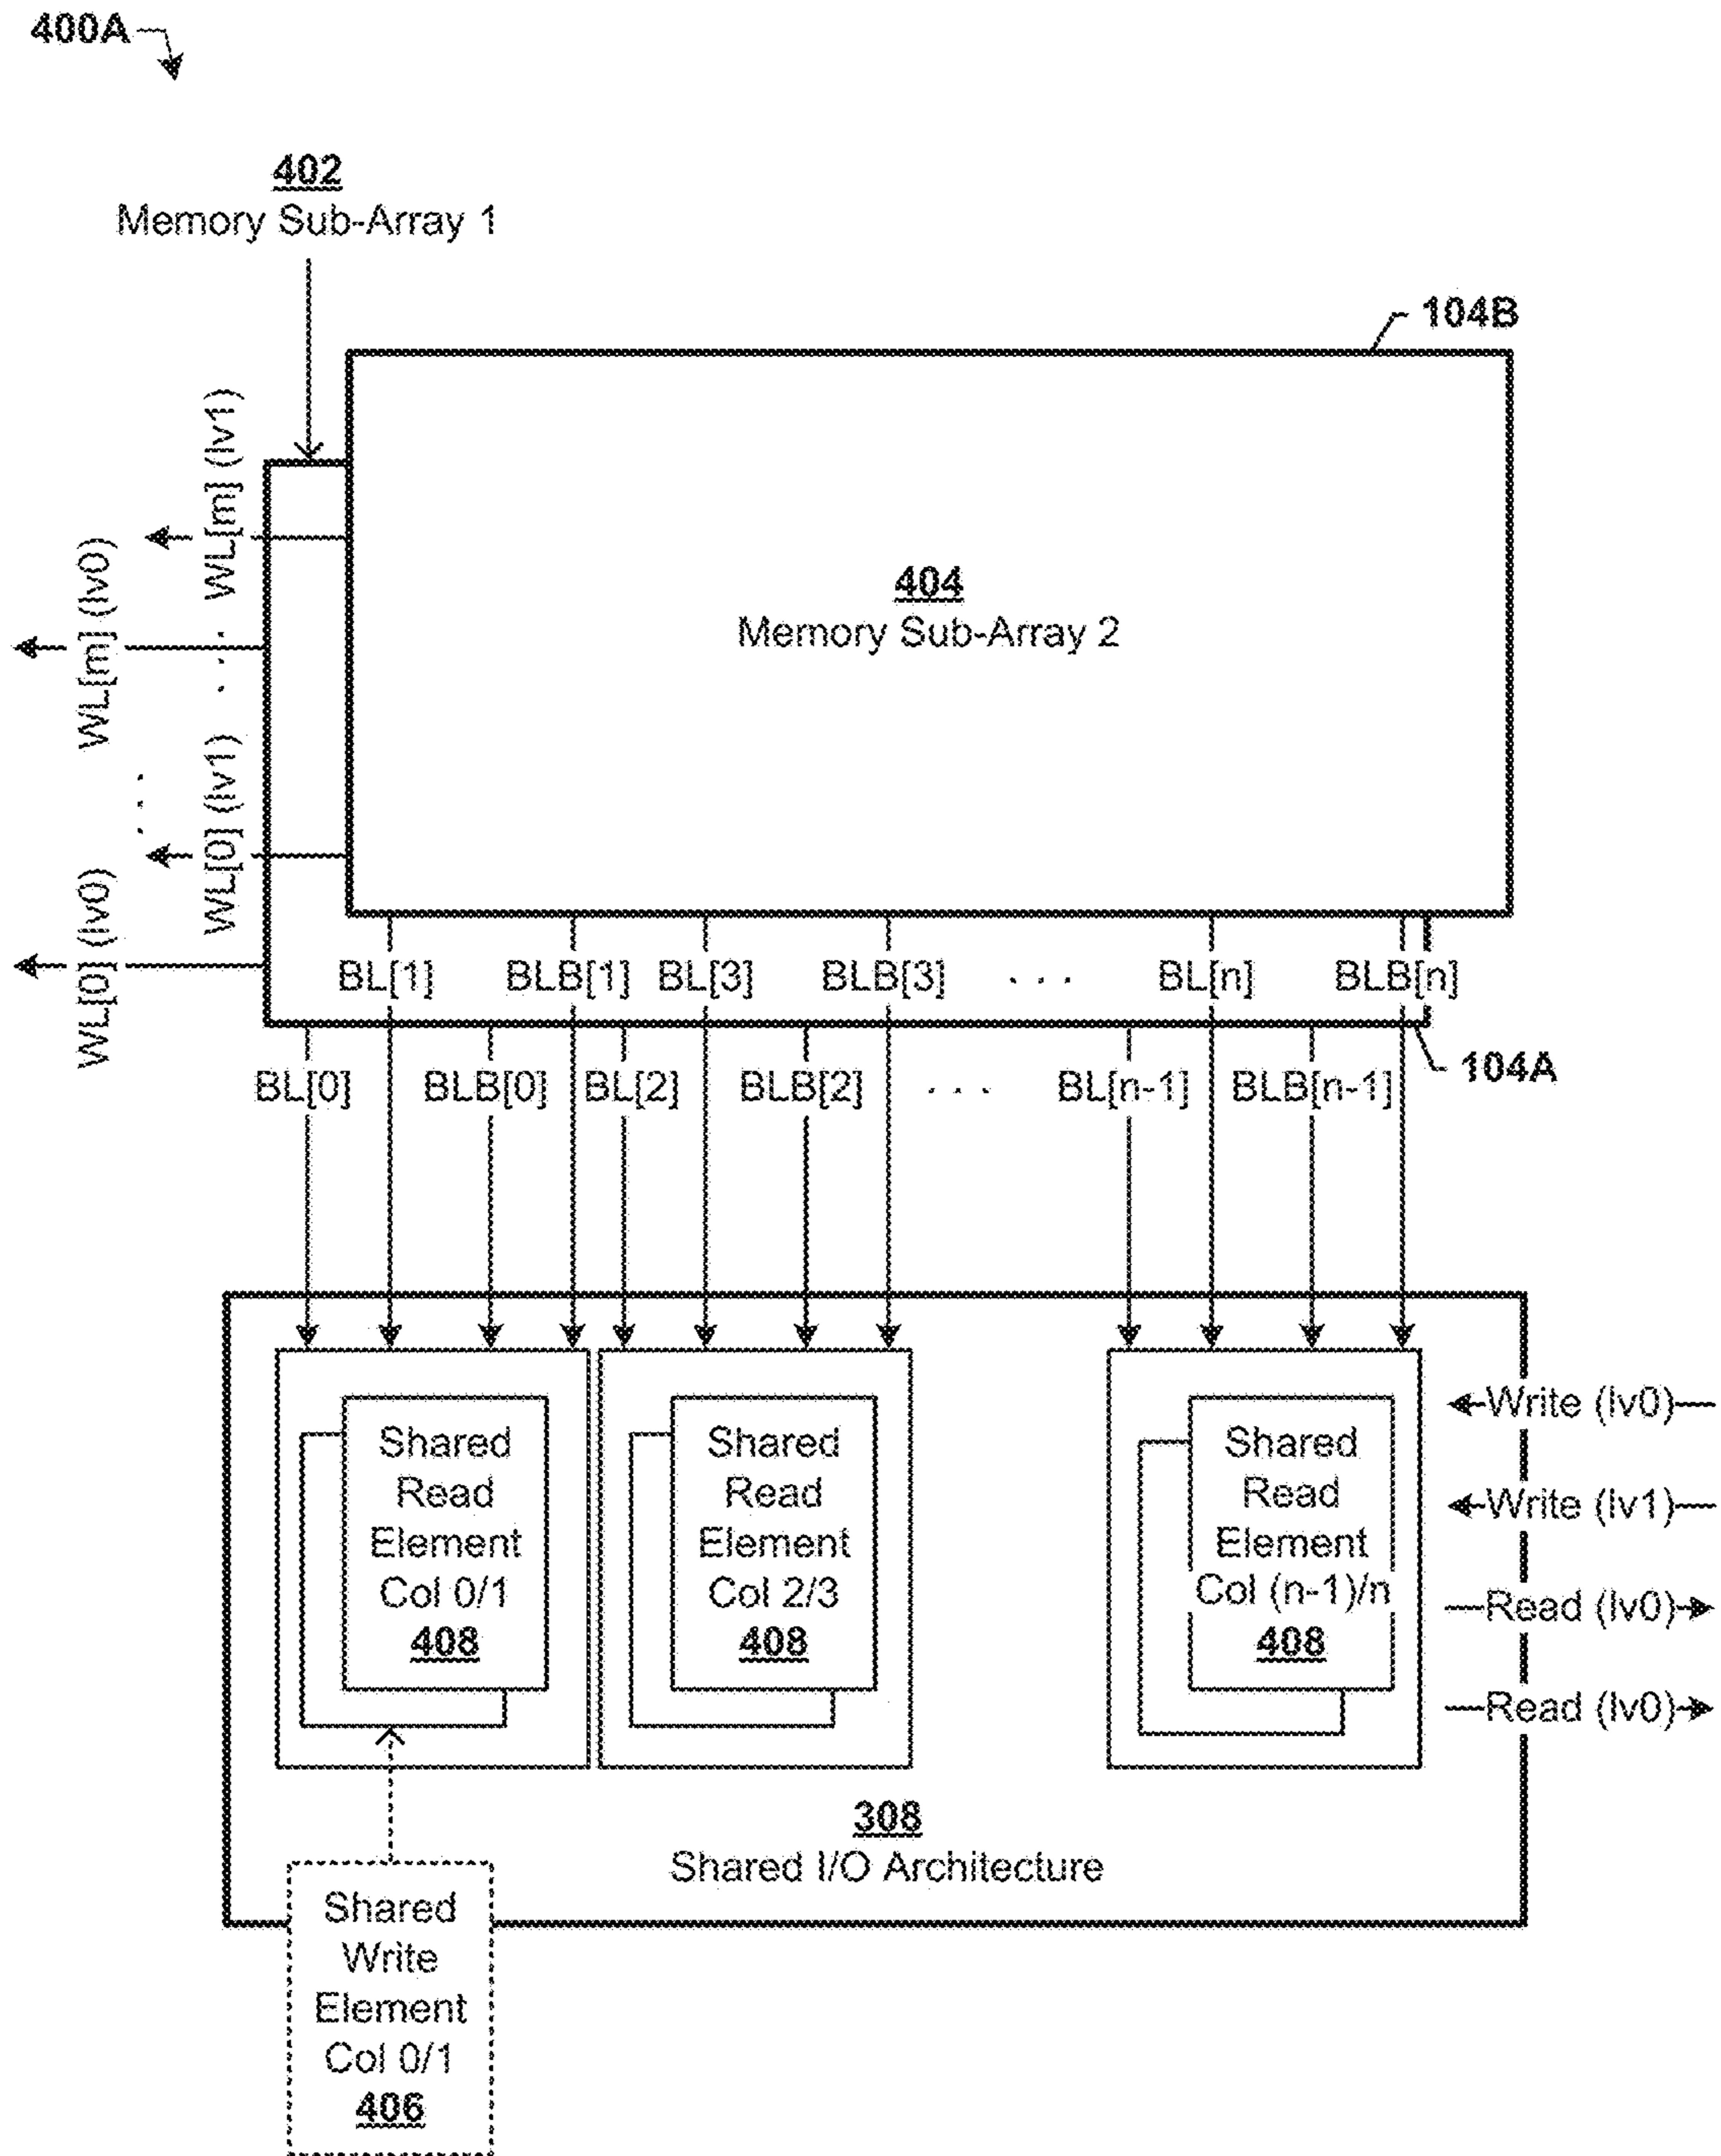 400A
402
Memory Sub-Array 1
104B
WL[m] (lv1)
WL[m] (lv0)
404
Memory Sub-Array 2
. . .
WL[0] (lv1)
. . .
WL[0] (lv0)
BL[1] BLB[1] BL[3] BLB[3] . . . BL[n] BLB[n]
104A
BL[0] BLB[0] BL[2] BLB[2] . . . BL[n-1] BLB[n-1]
Shared
Read
Element
Col 0/1
408
Shared
Read
Element
Col 2/3
408
Shared
Read
Element
Col (n-1)/n
408
Write (lv0)
Write (lv1)
Read (lv0)
Read (lv0)
308
Shared I/O Architecture
Shared
Write
Element
Col 0/1
406